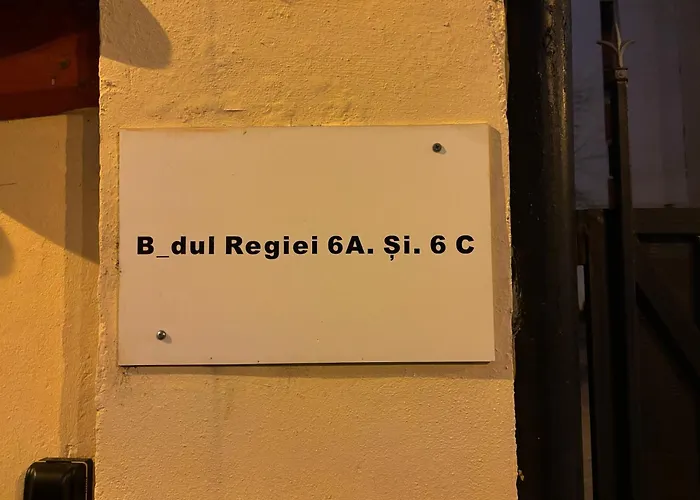 B_dul Regiei 6A. Și. 6 C